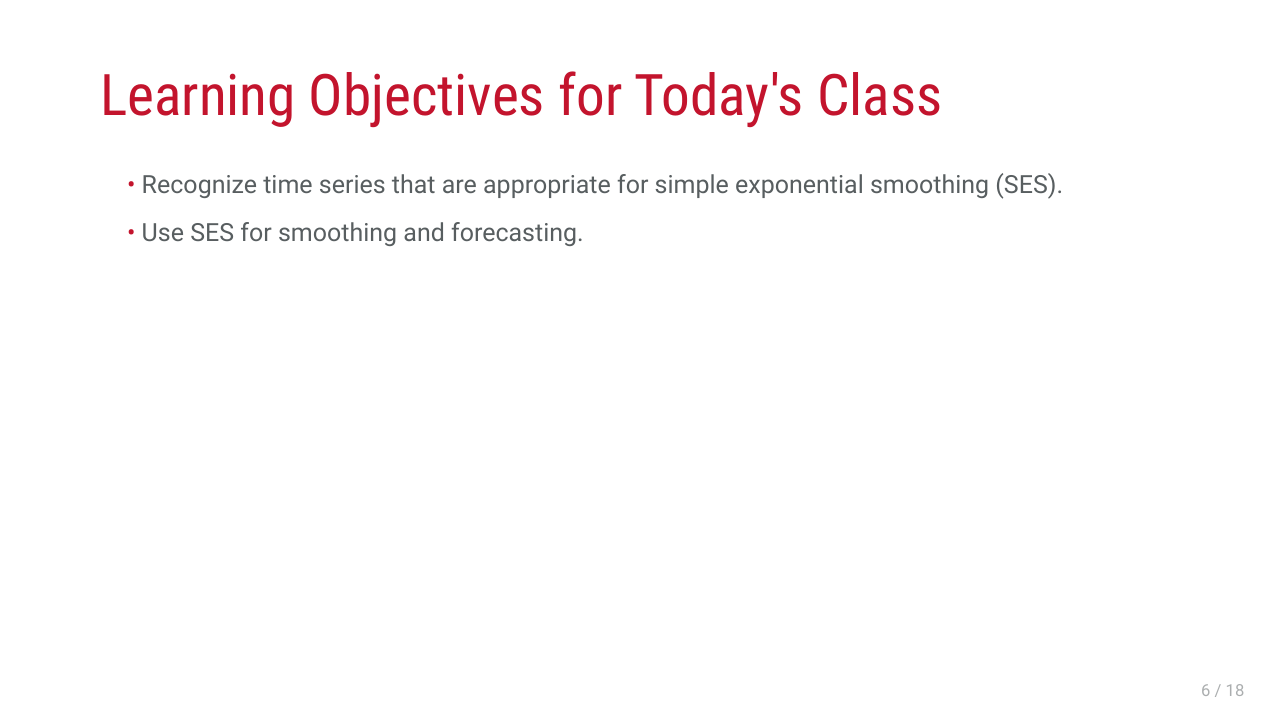 Learning Objectives for Today's Class
• Recognize time series that are appropriate for simple exponential smoothing (SES).
• Use SES for smoothing and forecasting.
6 / 18